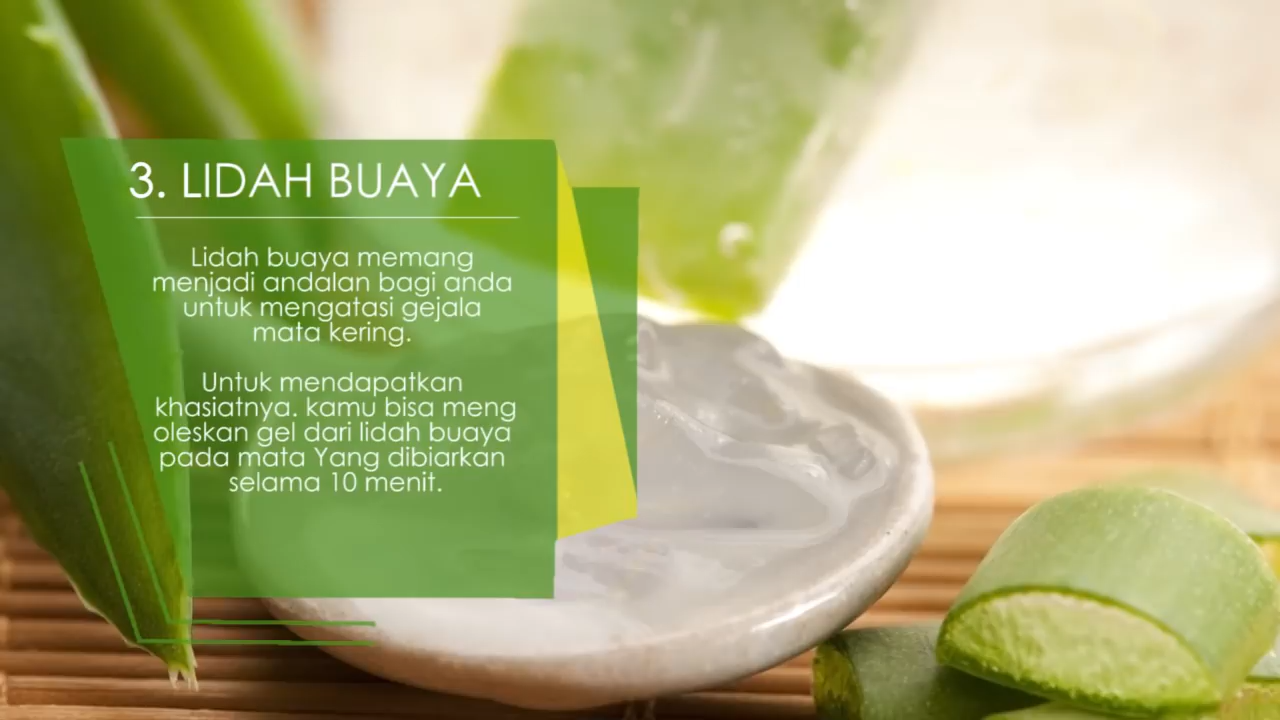 3. LIDAH BUAYA
Lidah buaya memang
menjadi andalan bagi anda
untuk mengatasi gejala
mata kering.
Untuk mendapatkan
khasiatnya. kamu bisa meng
oleskan gel dari lidah buaya
pada mata Yang dibiarkan
selama 10 menit.